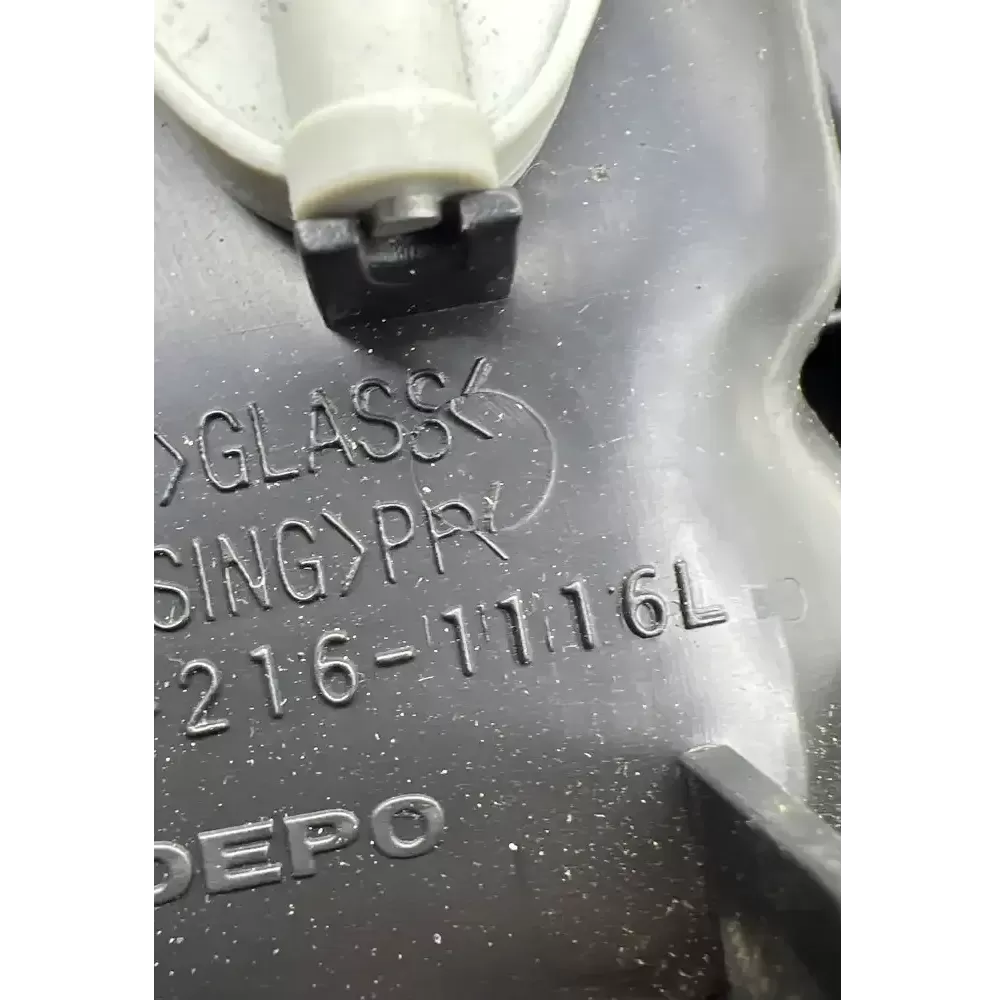 >GLASS<
SING>PP<
-216-1116L
DEPO